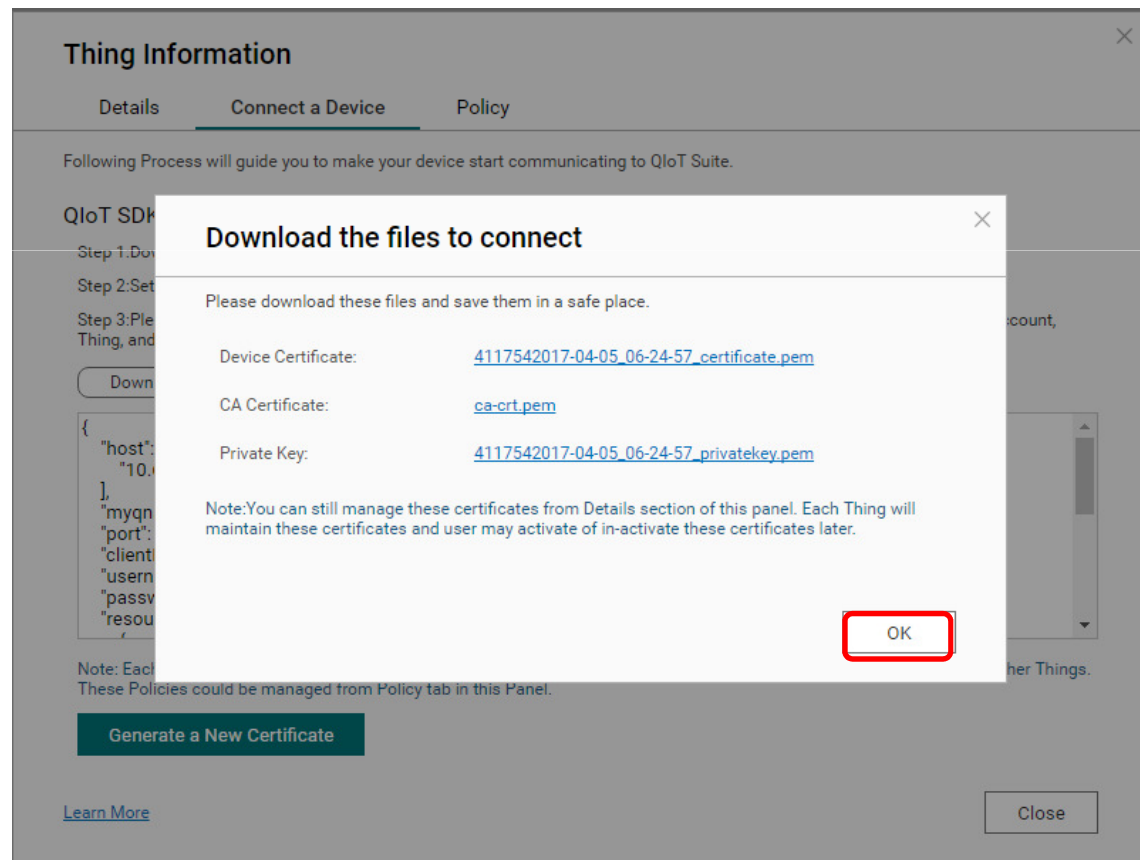 Thing Information
Details Connect a Device Policy
Following Process will guide you to make your device start communicating to QIoT Suite.
QIoT SDK
Step 1.
Step 2:Set
Step 3:Ple
count,
Thing, and
Down
{
"host":
"10.
],
"myqn
"port":
"client
"usern
"passw
"resou
Download the files to connect
Please download these files and save them in a safe place.
Device Certificate: 4117542017-04-05_06-24-57_certificate.pem
CA Certificate: ca-crt.pem
Private Key: 4117542017-04-05_06-24-57_privatekey.pem
Note:You can still manage these certificates from Details section of this panel. Each Thing will
maintain these certificates and user may activate of in-activate these certificates later.
OK
Note: Each her Things.
These Policies could be managed from Policy tab in this Panel.
Generate a New Certificate
Learn More
Close